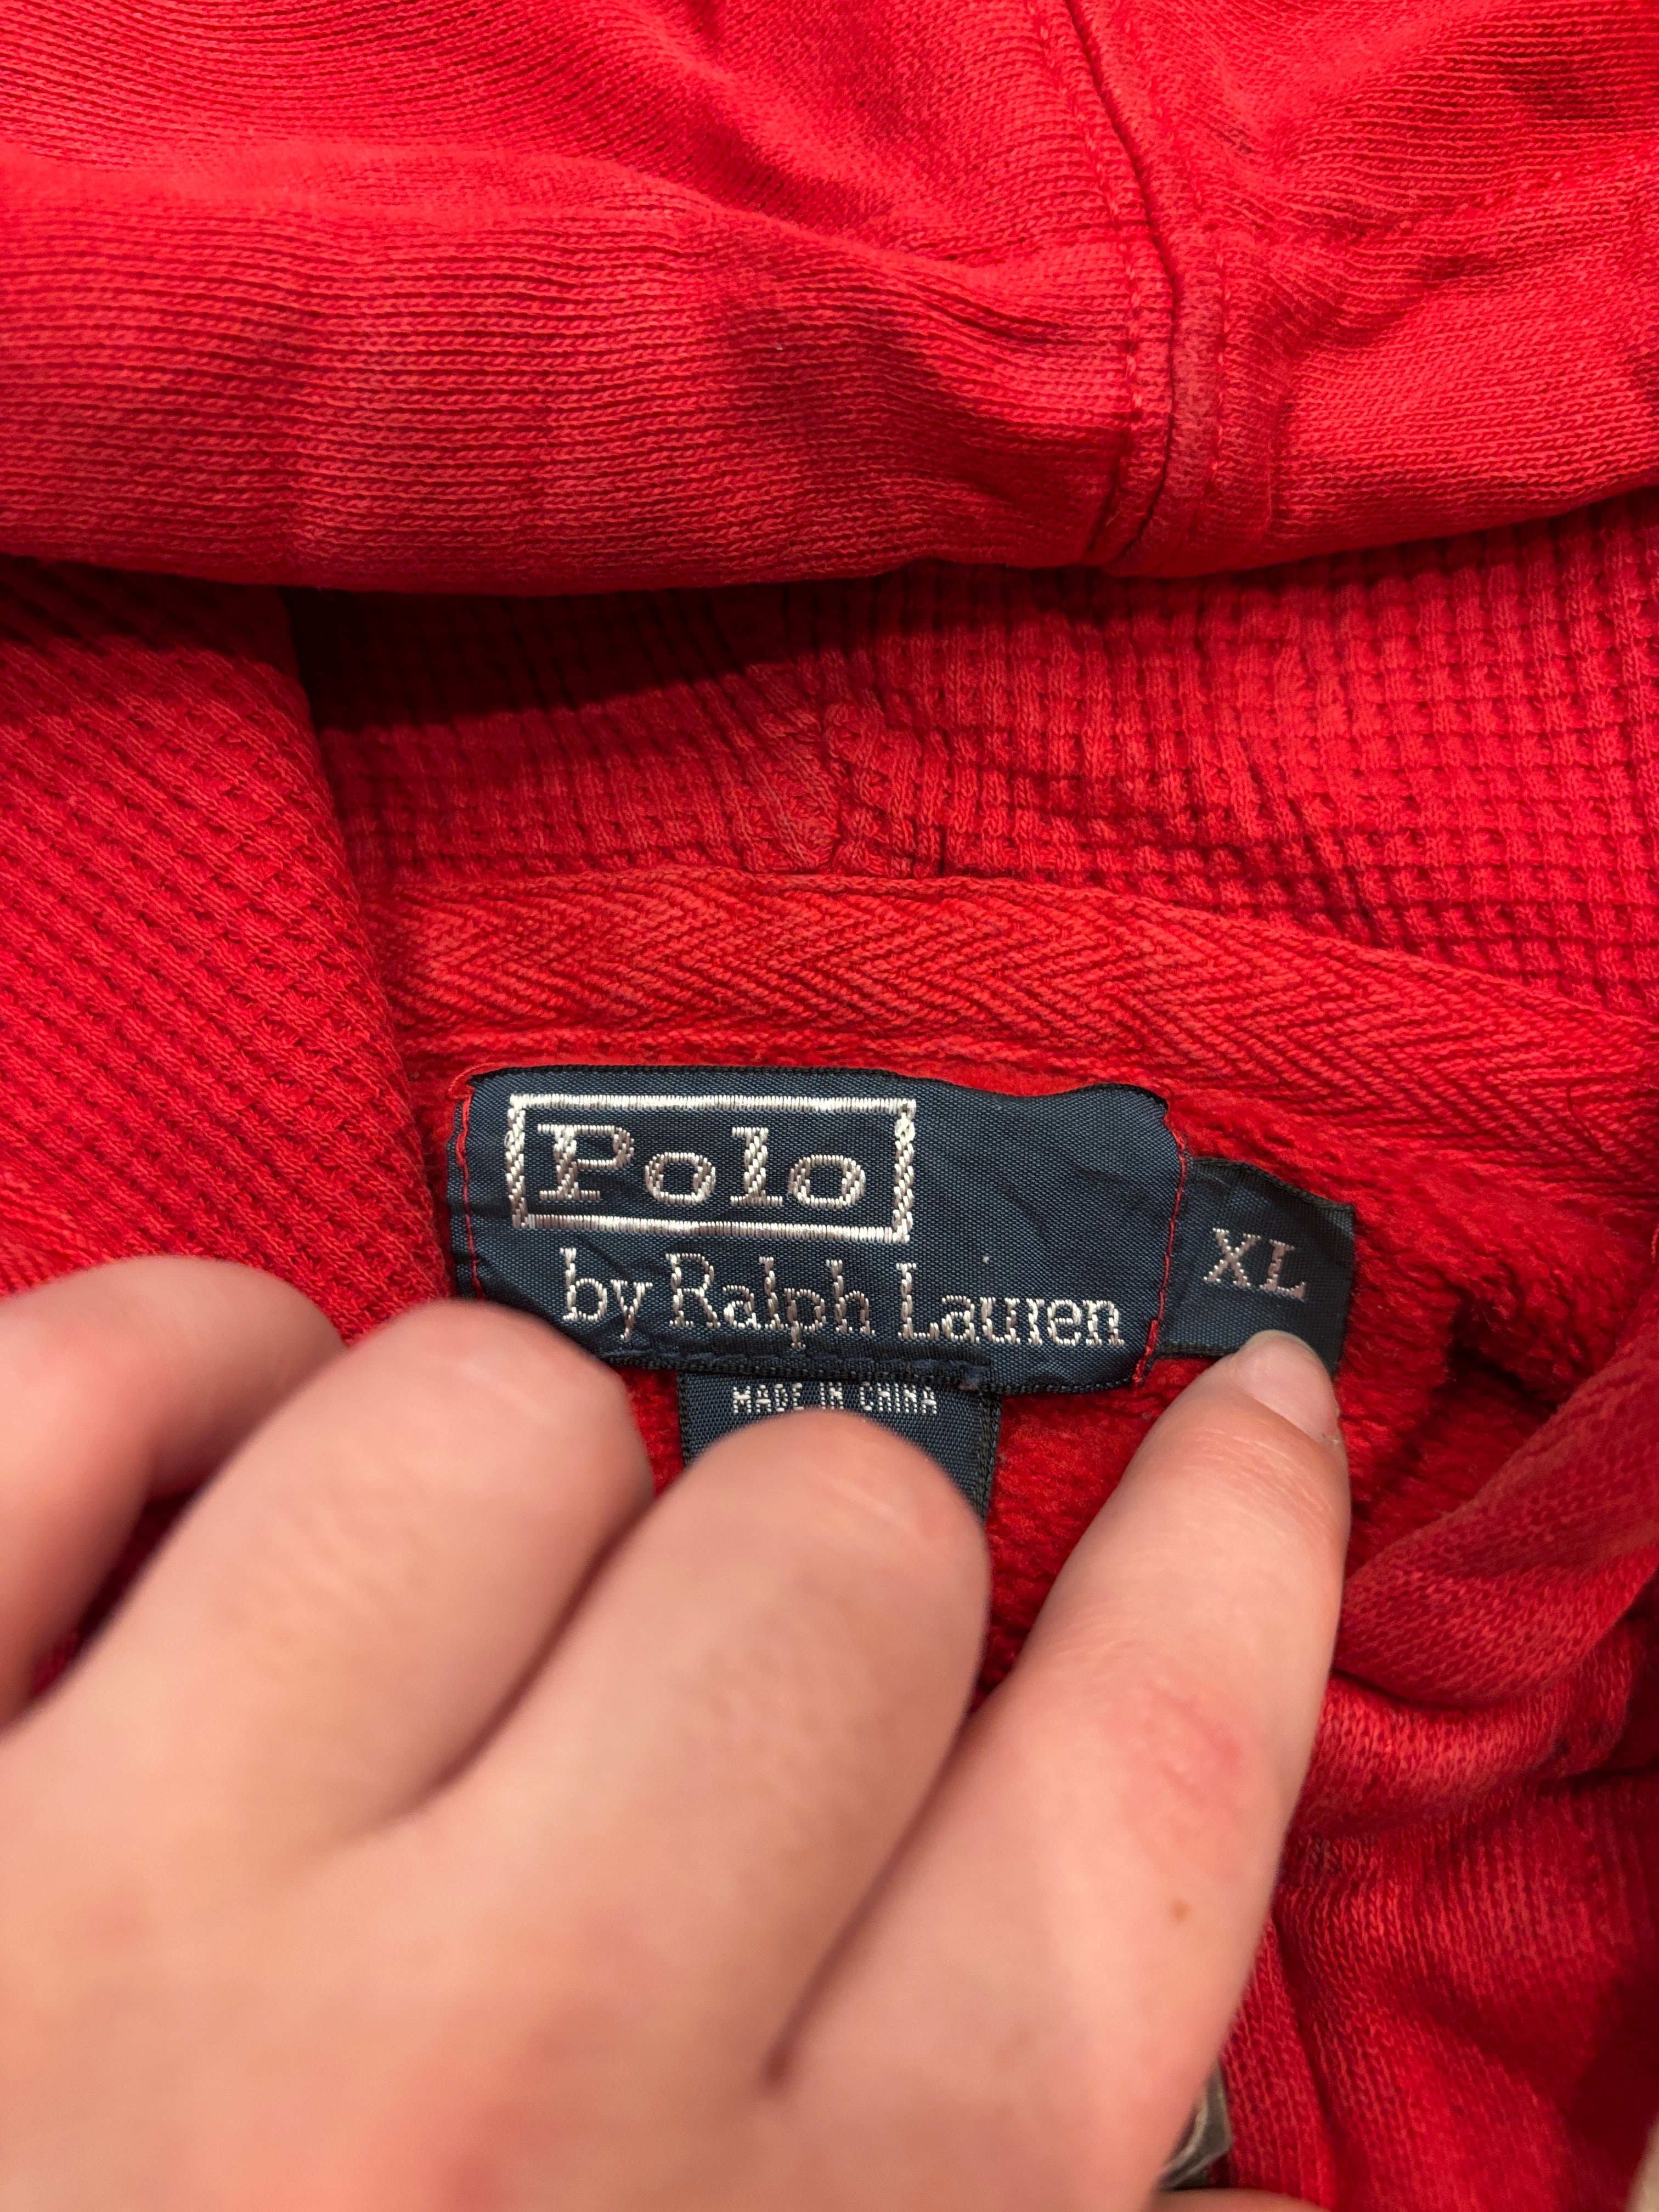 Polo
by Ralph Lauren
XL
MADE IN CHINA